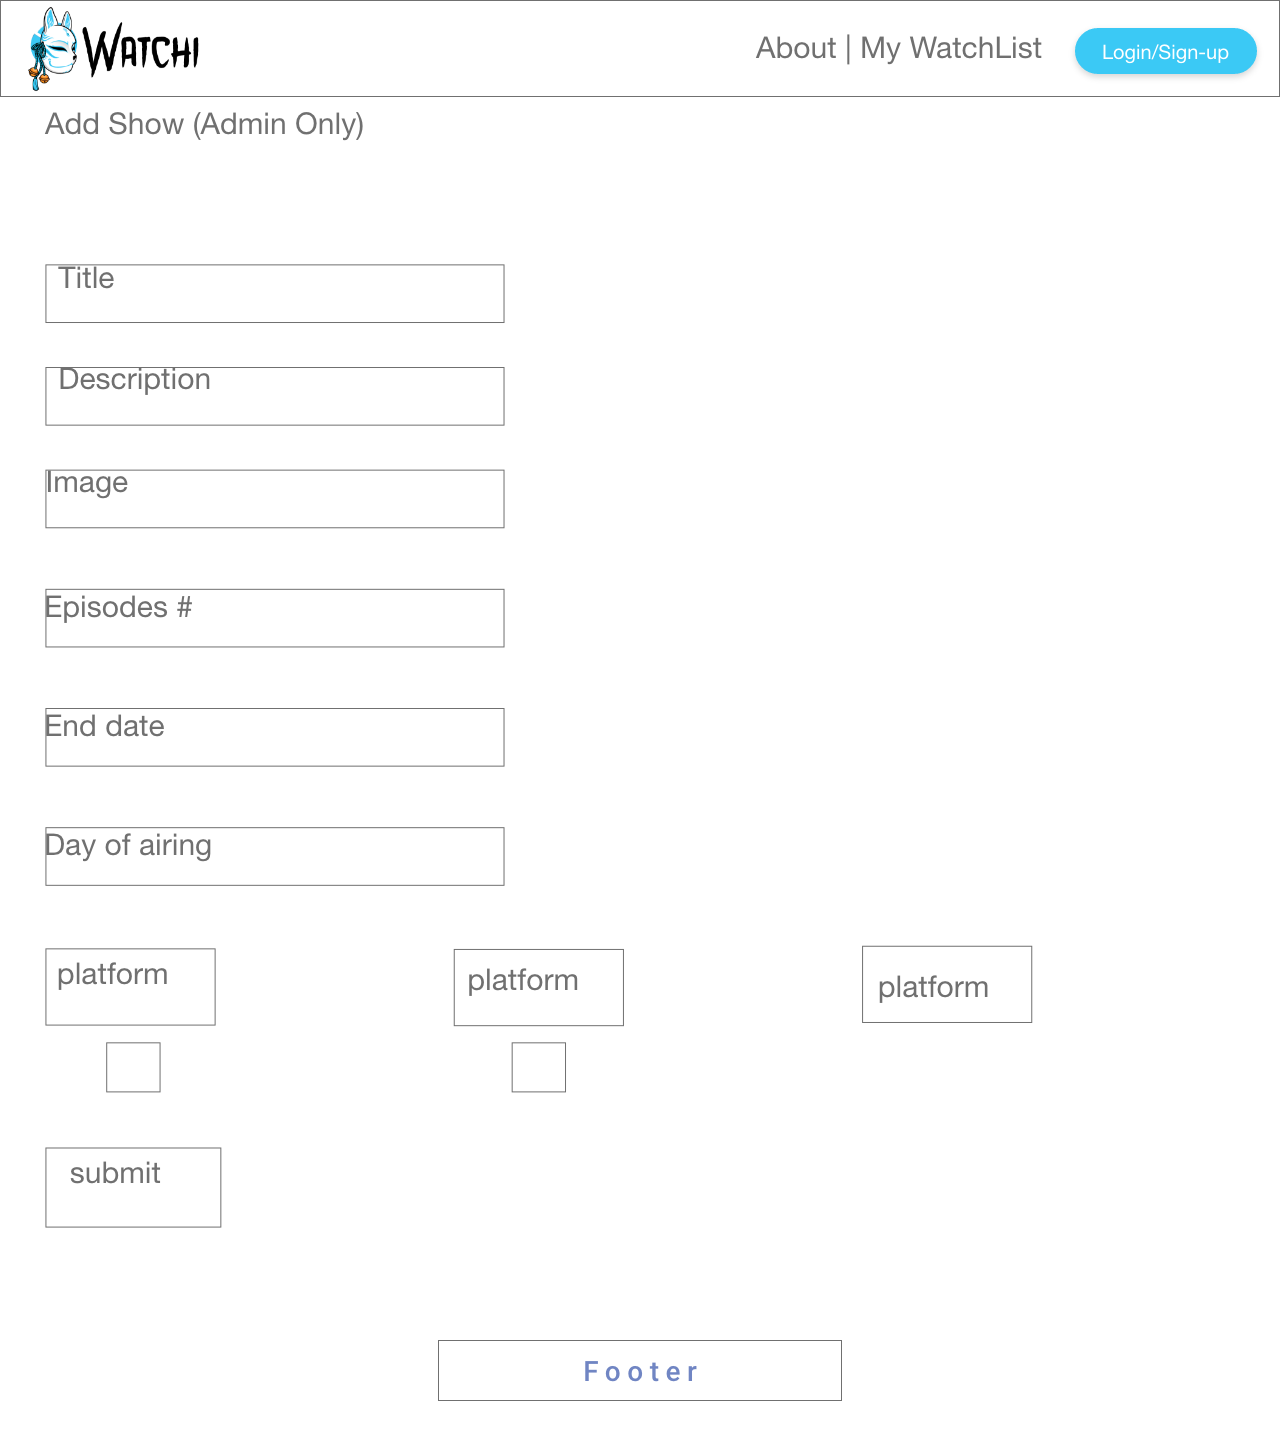 WATCHI
About | My WatchList
Login/Sign-up
Add Show (Admin Only)
Title
Description
Image
Episodes #
End date
Day of airing
platform
platform
platform
submit
Footer